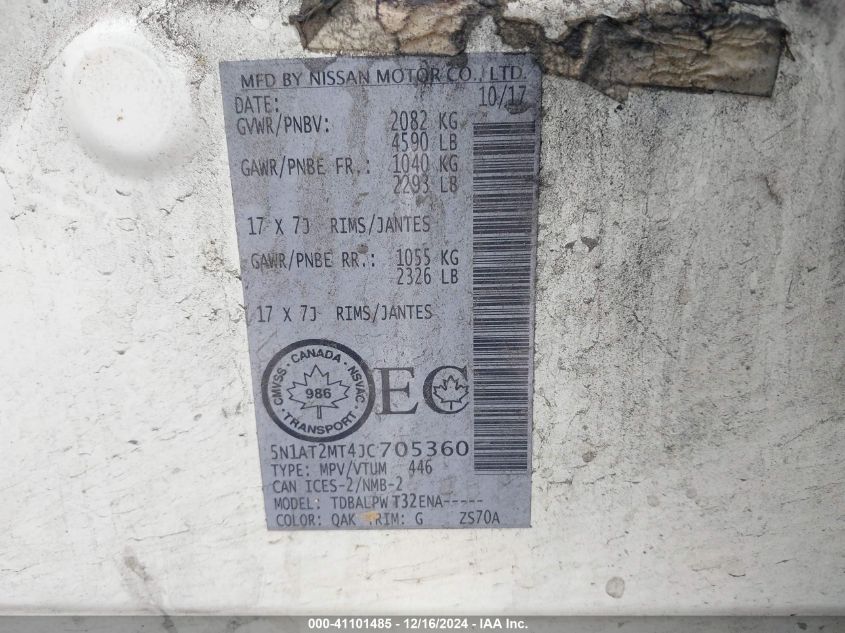 MFD BY NISSAN MOTOR CO., LTD.
DATE: 10/17
GVWR/PNBV: 2082 KG
4590 LB
GAWR/PNBE FR.: 1040 KG
2293 LB
17 X 7J RIMS/JANTES
GAWR/PNBE RR.: 1055 KG
2326 LB
17 X 7J RIMS/JANTES
CMVSS · CANADA · NSVAC
986
· TRANSPORT ·
EC
5N1AT2MT4JC705360
TYPE: MPV/VTUM 446
CAN ICES-2/NMB-2
MODEL: TDBALPW T32ENA-----
COLOR: QAK TRIM: G ZS70A
000-41101485 - 12/16/2024 - IAA Inc.